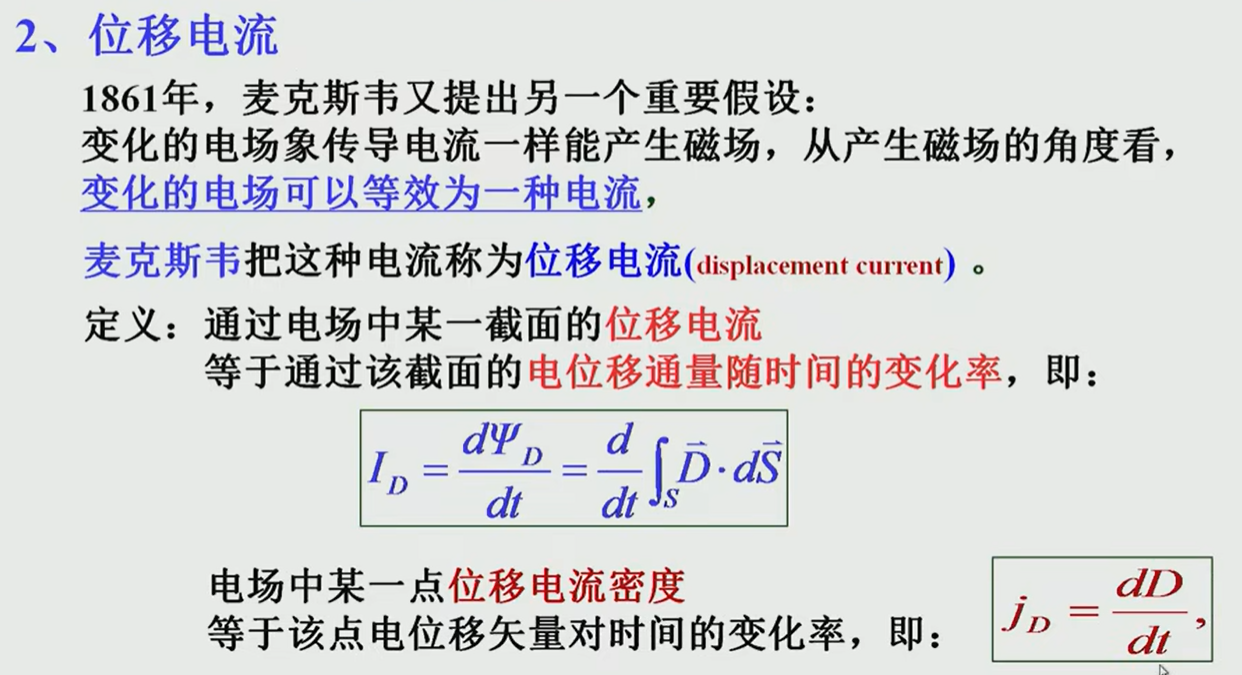 2、位移电流
1861年，麦克斯韦又提出另一个重要假设：
变化的电场象传导电流一样能产生磁场，从产生磁场的角度看，
变化的电场可以等效为一种电流，
麦克斯韦把这种电流称为位移电流(displacement current) 。
定义：通过电场中某一截面的位移电流
等于通过该截面的电位移通量随时间的变化率，即：
$I_D = \frac{d\Psi_D}{dt} = \frac{d}{dt}\int_S \vec{D} \cdot d\vec{S}$
电场中某一点位移电流密度
等于该点电位移矢量对时间的变化率，即：
$j_D = \frac{dD}{dt},$